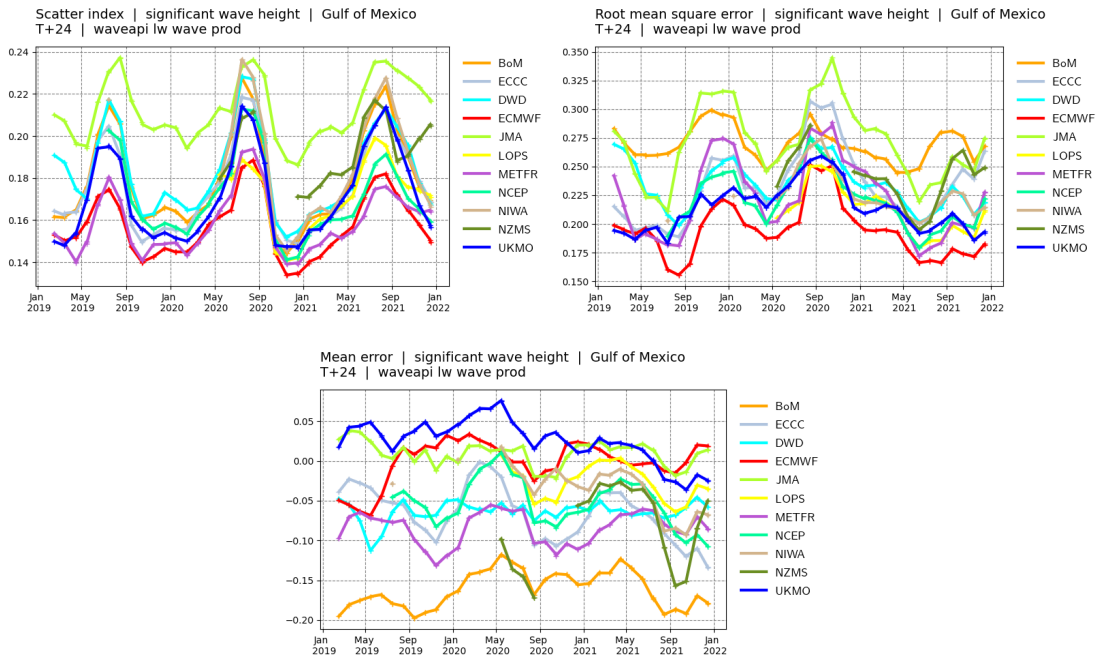 Scatter index | significant wave height | Gulf of Mexico
T+24 | waveapi lw wave prod
0.24
0.22
0.20
0.18
0.16
0.14
Jan 2019
May 2019
Sep 2019
Jan 2020
May 2020
Sep 2020
Jan 2021
May 2021
Sep 2021
Jan 2022
BoM
ECCC
DWD
ECMWF
JMA
LOPS
METFR
NCEP
NIWA
NZMS
UKMO
Root mean square error | significant wave height | Gulf of Mexico
T+24 | waveapi lw wave prod
0.350
0.325
0.300
0.275
0.250
0.225
0.200
0.175
0.150
Jan 2019
May 2019
Sep 2019
Jan 2020
May 2020
Sep 2020
Jan 2021
May 2021
Sep 2021
Jan 2022
BoM
ECCC
DWD
ECMWF
JMA
LOPS
METFR
NCEP
NIWA
NZMS
UKMO
Mean error | significant wave height | Gulf of Mexico
T+24 | waveapi lw wave prod
0.05
0.00
−0.05
−0.10
−0.15
−0.20
Jan 2019
May 2019
Sep 2019
Jan 2020
May 2020
Sep 2020
Jan 2021
May 2021
Sep 2021
Jan 2022
BoM
ECCC
DWD
ECMWF
JMA
LOPS
METFR
NCEP
NIWA
NZMS
UKMO